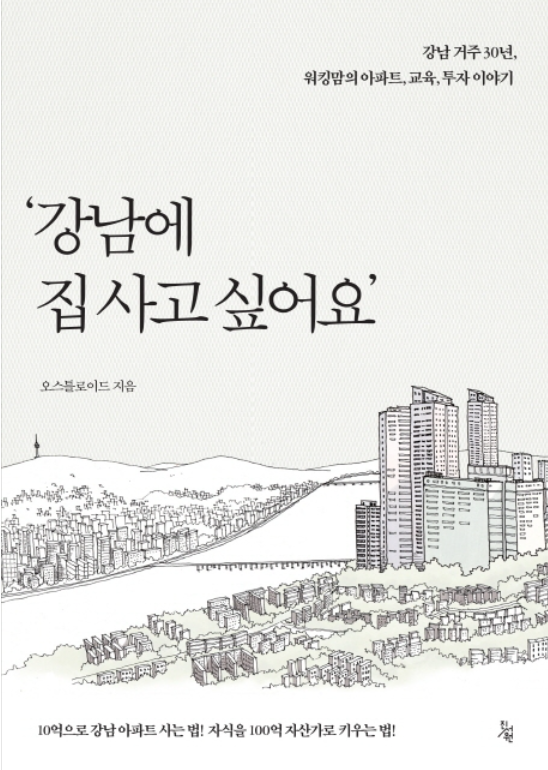 강남 거주 30년,
워킹맘의 아파트, 교육, 투자 이야기
‘강남에
집 사고 싶어요’
오스틀로이드 지음
10억으로 강남 아파트 사는 법! 자식을 100억 자산가로 키우는 법!
진서원